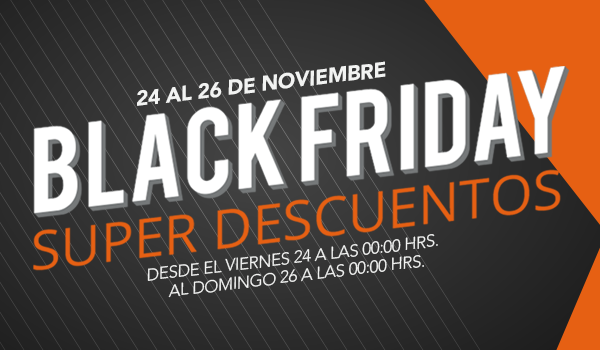 24 AL 26 DE NOVIEMBRE
BLACK FRIDAY
SUPER DESCUENTOS
DESDE EL VIERNES 24 A LAS 00:00 HRS.
AL DOMINGO 26 A LAS 00:00 HRS.